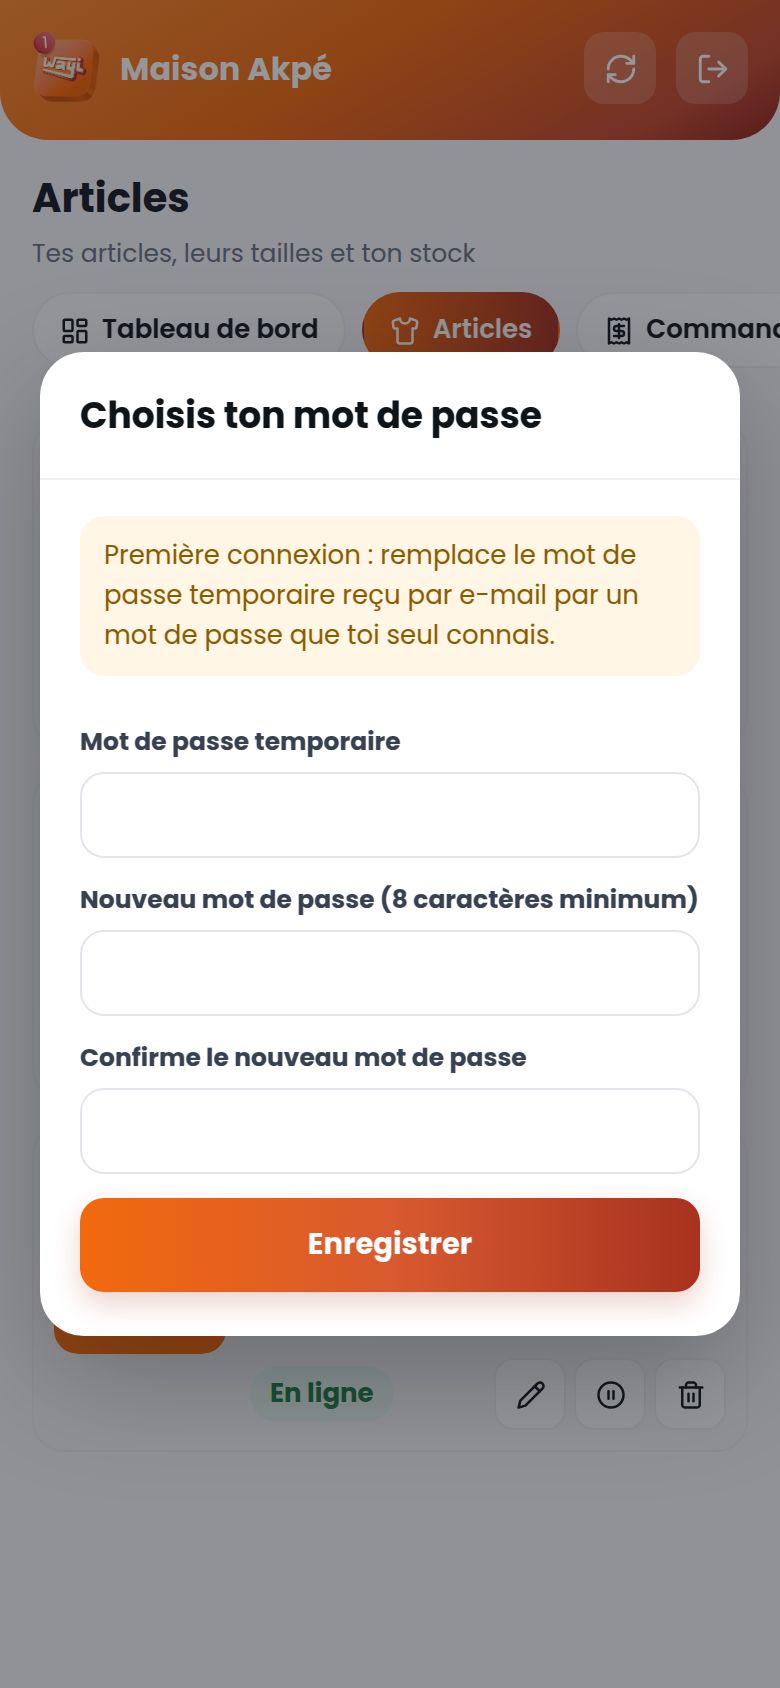 1
wayi
Maison Akpé
Articles
Tes articles, leurs tailles et ton stock
Tableau de bord
Articles
Command
Choisis ton mot de passe
Première connexion : remplace le mot de
passe temporaire reçu par e-mail par un
mot de passe que toi seul connais.
Mot de passe temporaire
Nouveau mot de passe (8 caractères minimum)
Confirme le nouveau mot de passe
Enregistrer
En ligne